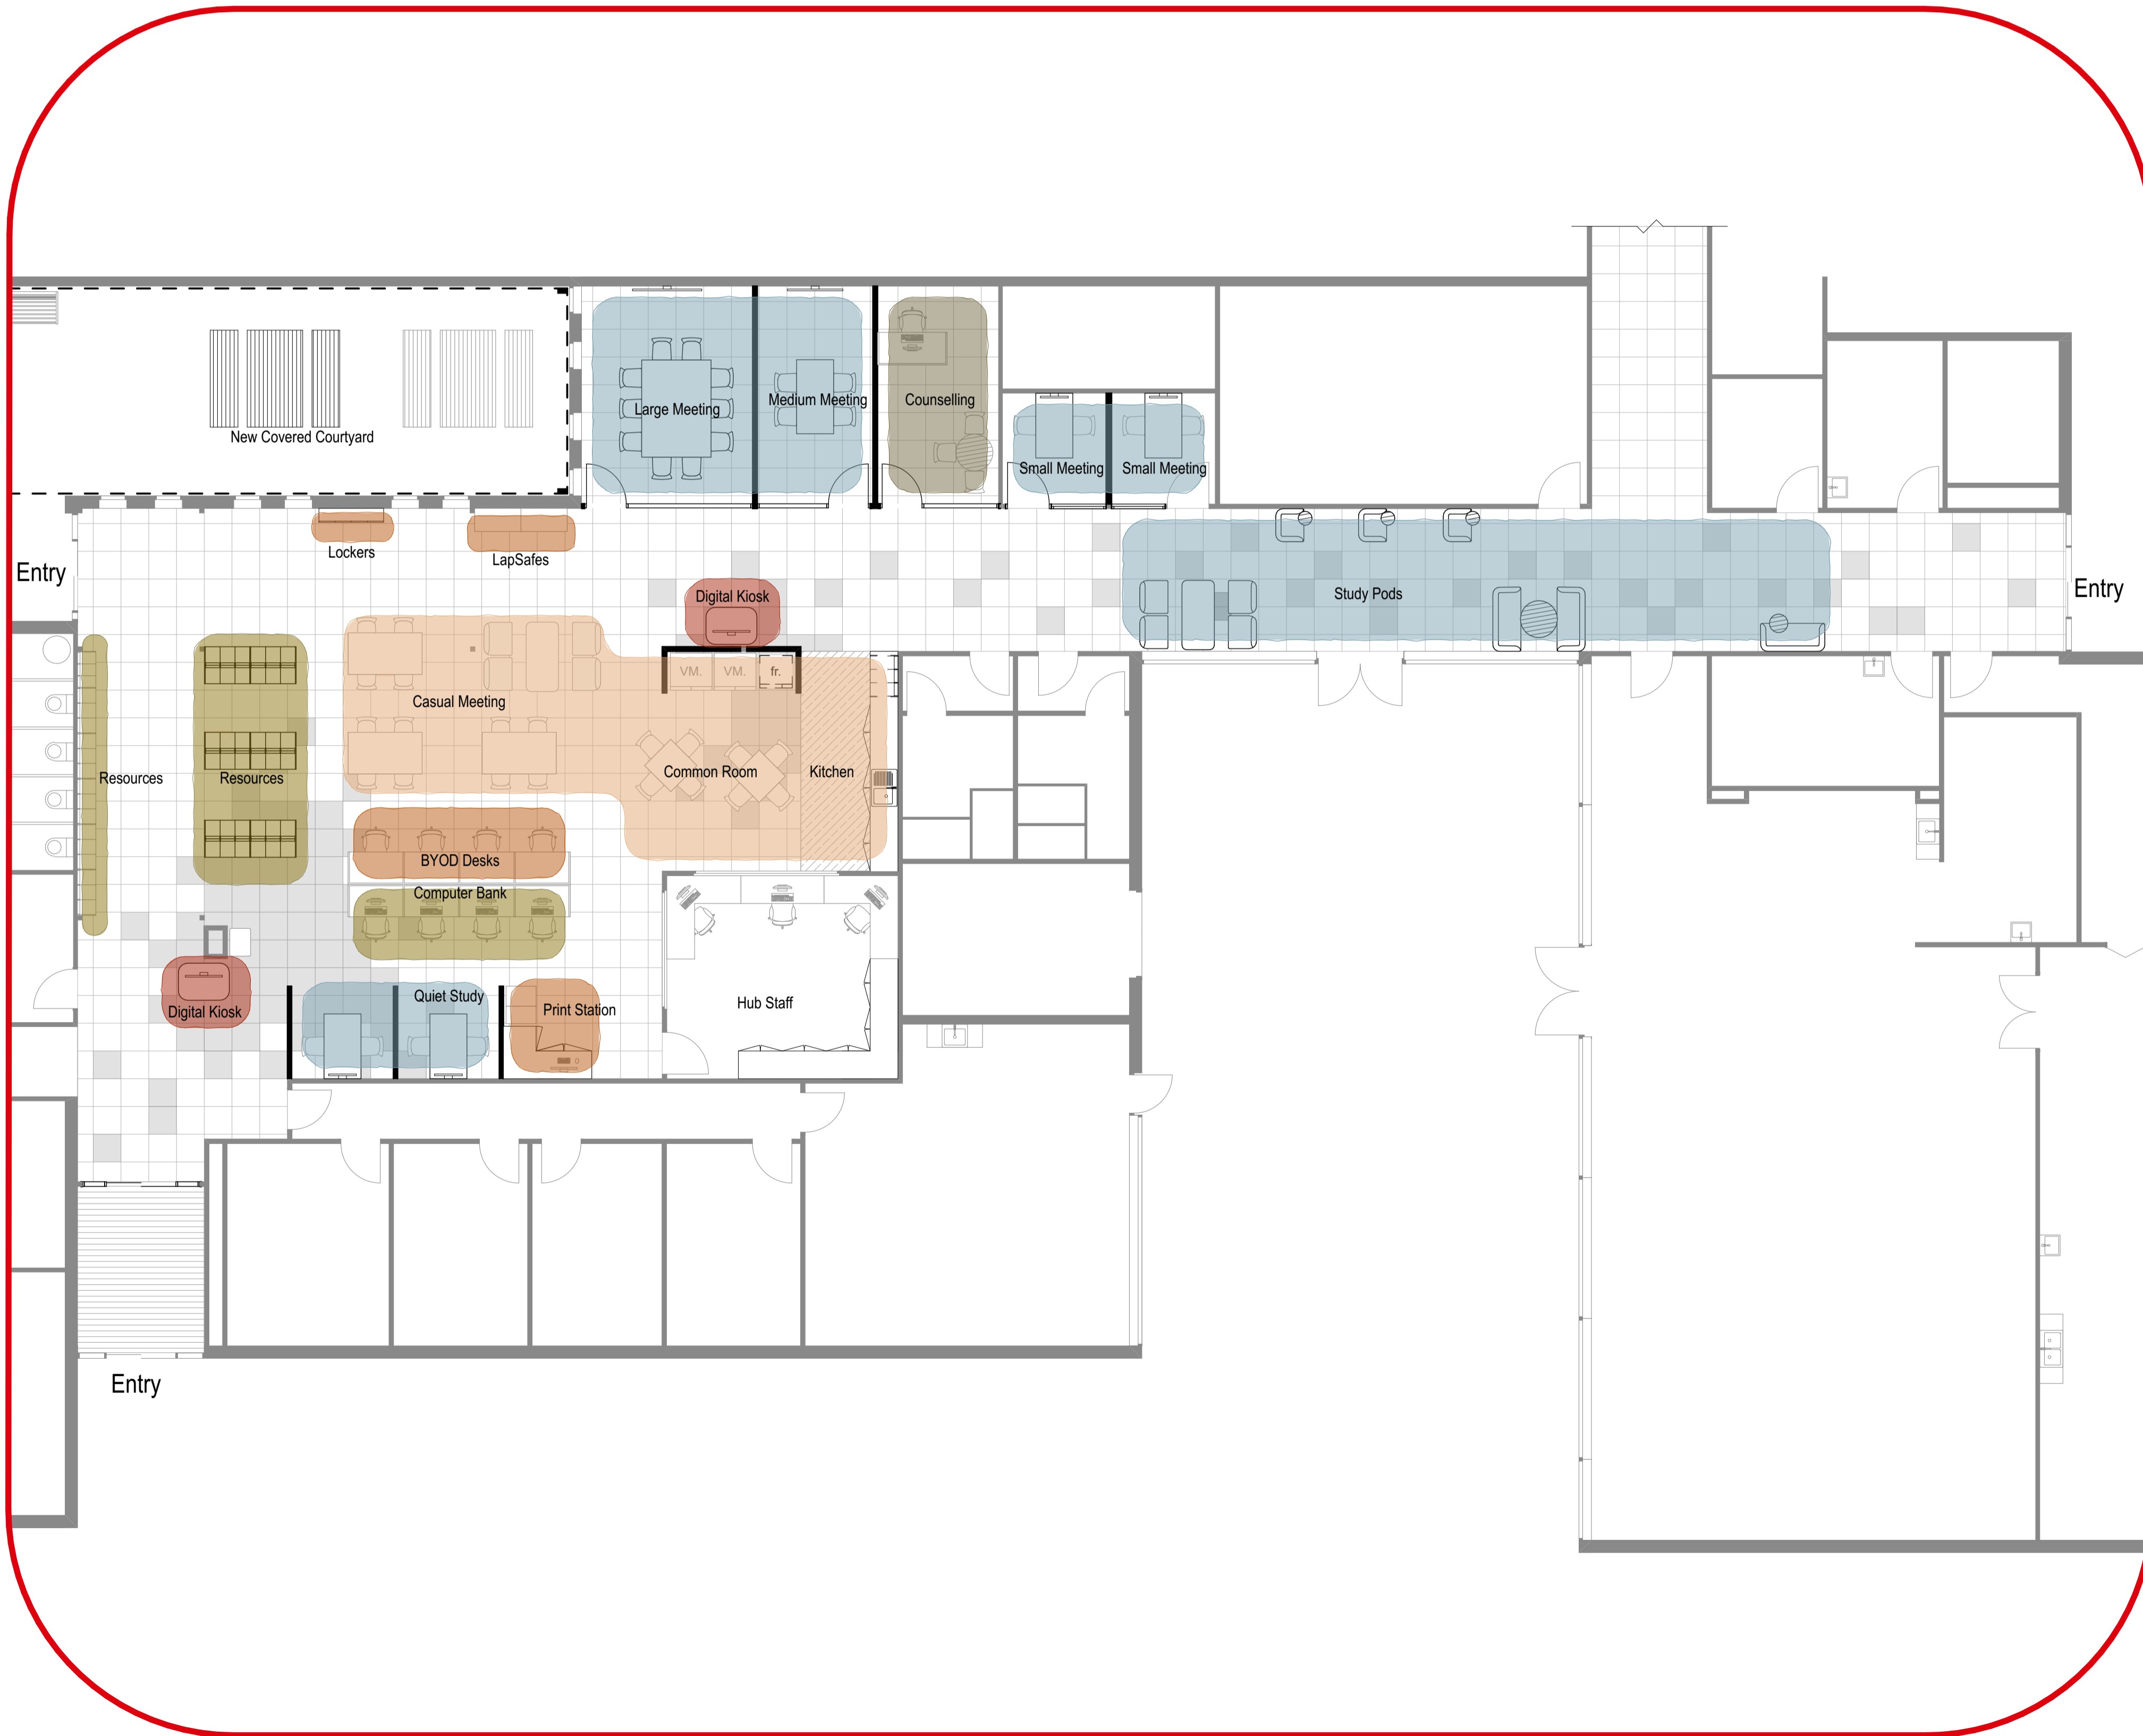 Large Meeting
Medium Meeting
Counselling
New Covered Courtyard
Small Meeting
Small Meeting
Lockers
LapSafes
Entry
Digital Kiosk
Study Pods
Entry
VM.
VM.
fr.
Casual Meeting
Resources
Resources
Common Room
Kitchen
BYOD Desks
Computer Bank
Quiet Study
Print Station
Hub Staff
Digital Kiosk
Entry